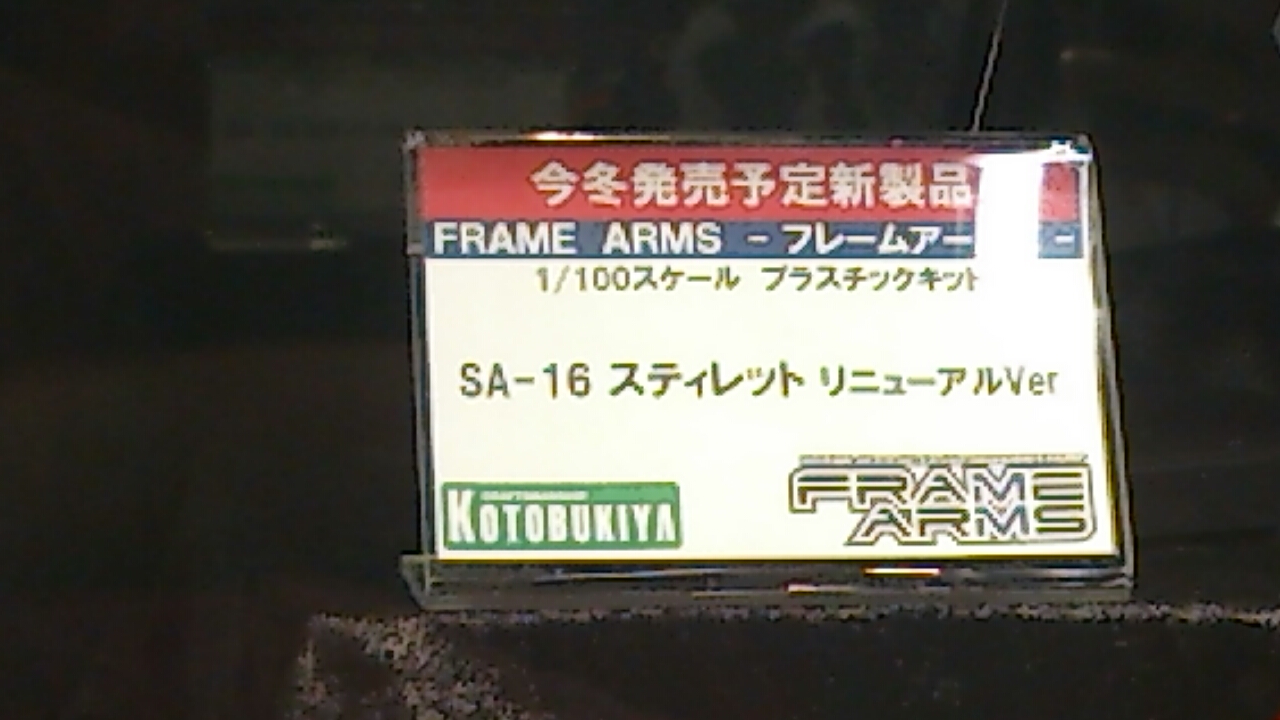 今冬発売予定新製品
FRAME ARMS - フレームアー -
1/100スケール プラスチックキット
SA-16 スティレット リニューアルVer
KOTOBUKIYA
FRAME
ARMS